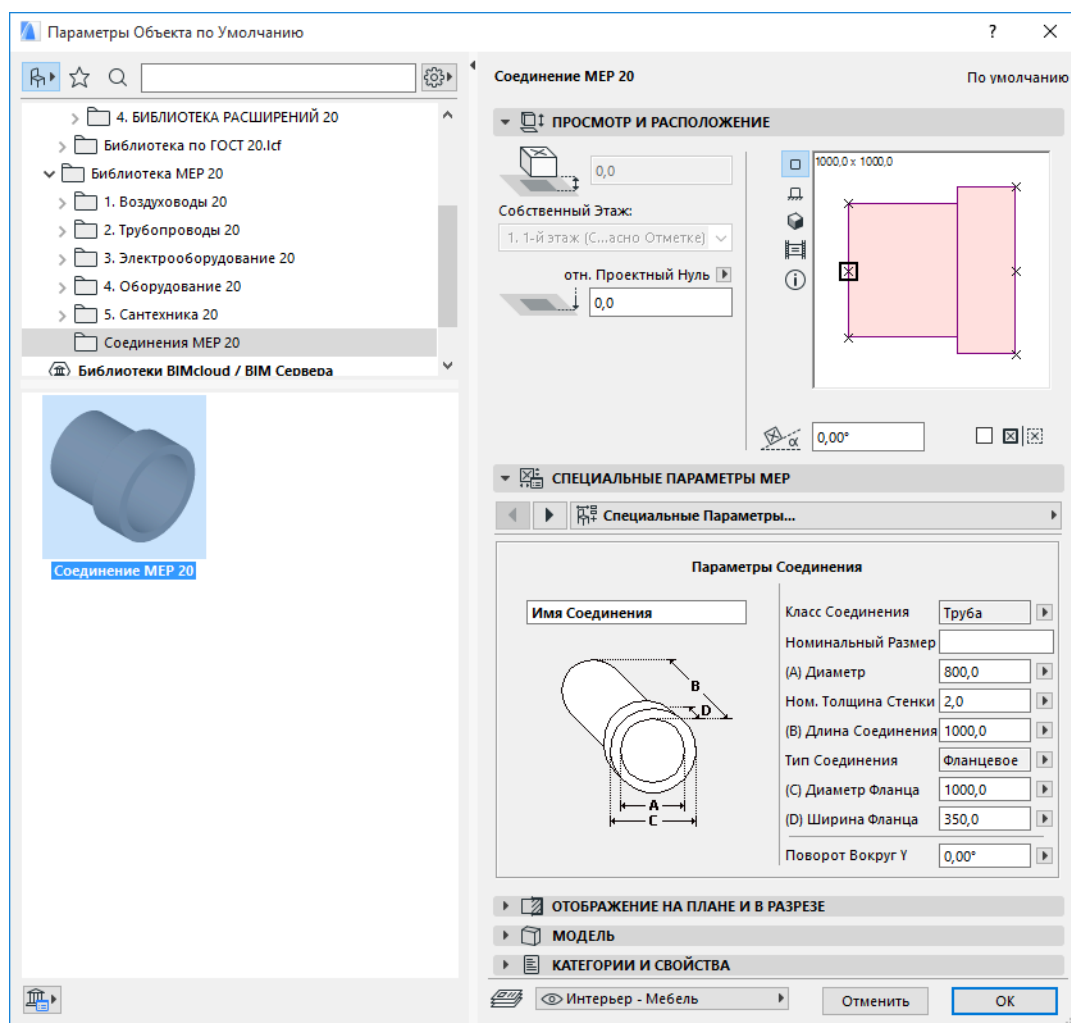 Параметры Объекта по Умолчанию
?
4. БИБЛИОТЕКА РАСШИРЕНИЙ 20
Библиотека по ГОСТ 20.lcf
Библиотека MEP 20
1. Воздуховоды 20
2. Трубопроводы 20
3. Электрооборудование 20
4. Оборудование 20
5. Сантехника 20
Соединения MEP 20
Библиотеки BIMcloud / BIM Сервера
Соединение MEP 20
Соединение MEP 20
По умолчанию
ПРОСМОТР И РАСПОЛОЖЕНИЕ
0,0
Собственный Этаж:
1. 1-й этаж (С...асно Отметке)
отн. Проектный Нуль
0,0
1000,0 x 1000,0
α
0,00°
СПЕЦИАЛЬНЫЕ ПАРАМЕТРЫ MEP
Специальные Параметры...
Параметры Соединения
Имя Соединения
B
D
A
C
Класс Соединения Труба
Номинальный Размер
(A) Диаметр 800,0
Ном. Толщина Стенки 2,0
(B) Длина Соединения 1000,0
Тип Соединения Фланцевое
(C) Диаметр Фланца 1000,0
(D) Ширина Фланца 350,0
Поворот Вокруг Y 0,00°
ОТОБРАЖЕНИЕ НА ПЛАНЕ И В РАЗРЕЗЕ
МОДЕЛЬ
КАТЕГОРИИ И СВОЙСТВА
Интерьер - Мебель
Отменить
OK